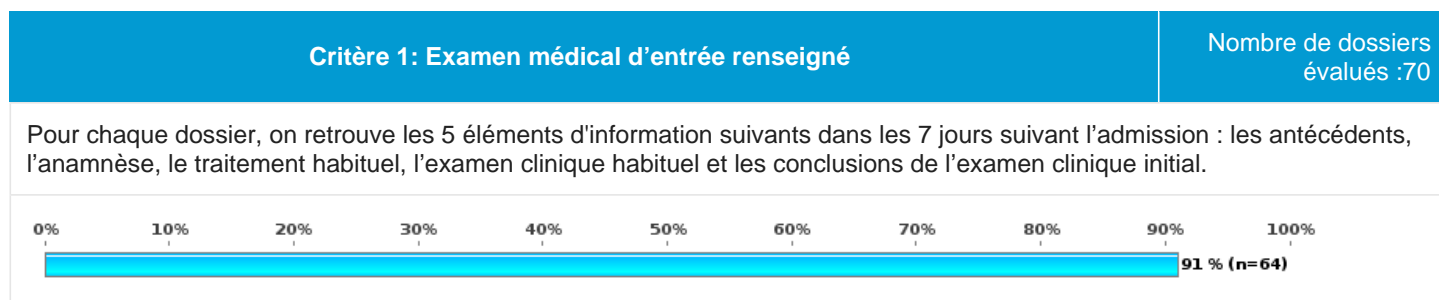 Critère 1: Examen médical d’entrée renseigné
Nombre de dossiers
évalués :70
Pour chaque dossier, on retrouve les 5 éléments d'information suivants dans les 7 jours suivant l’admission : les antécédents,
l’anamnèse, le traitement habituel, l’examen clinique habituel et les conclusions de l’examen clinique initial.
0% 10% 20% 30% 40% 50% 60% 70% 80% 90% 100%
91 % (n=64)